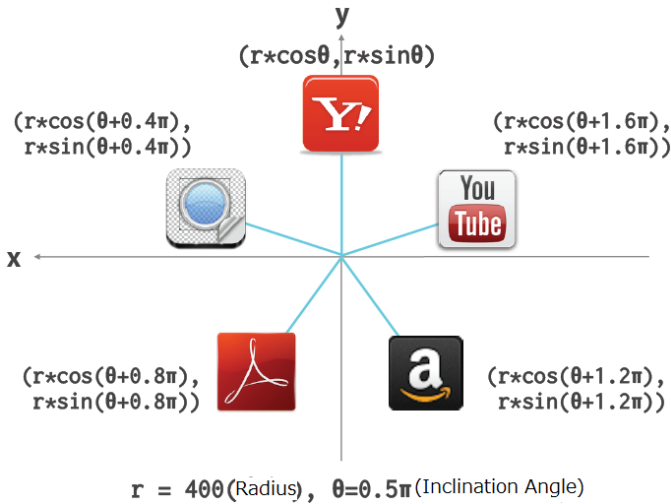 y
(r*cosθ,r*sinθ)
Y!
(r*cos(θ+0.4π),
r*sin(θ+0.4π))
(r*cos(θ+1.6π),
r*sin(θ+1.6π))
You
Tube
x
a
(r*cos(θ+0.8π),
r*sin(θ+0.8π))
(r*cos(θ+1.2π),
r*sin(θ+1.2π))
r = 400(Radius), θ=0.5π(Inclination Angle)